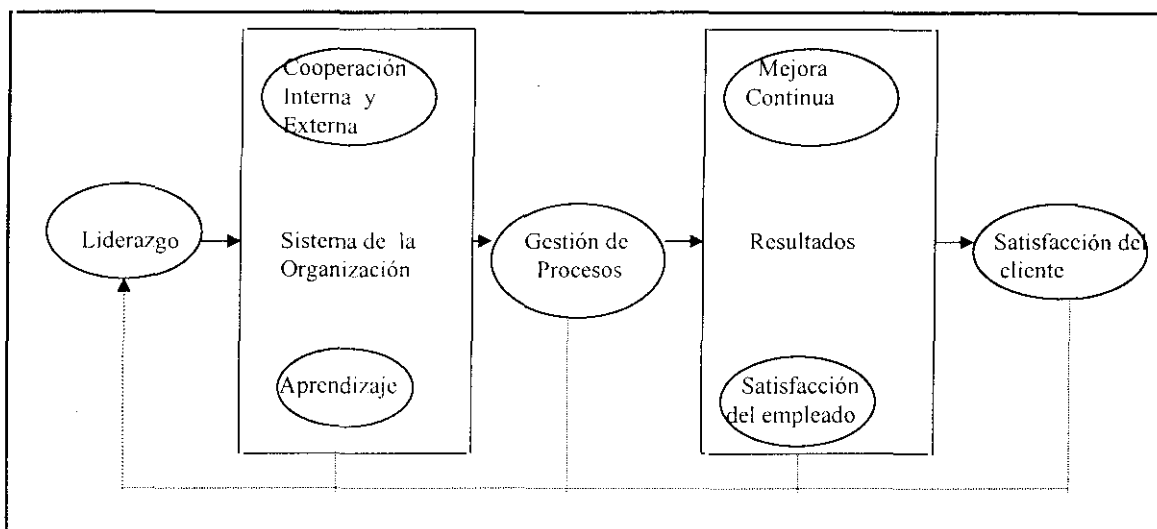 Liderazgo
Cooperación
Interna y
Externa
Sistema de la
Organización
Aprendizaje
Gestión de
Procesos
Mejora
Continua
Resultados
Satisfacción
del empleado
Satisfacción del
cliente